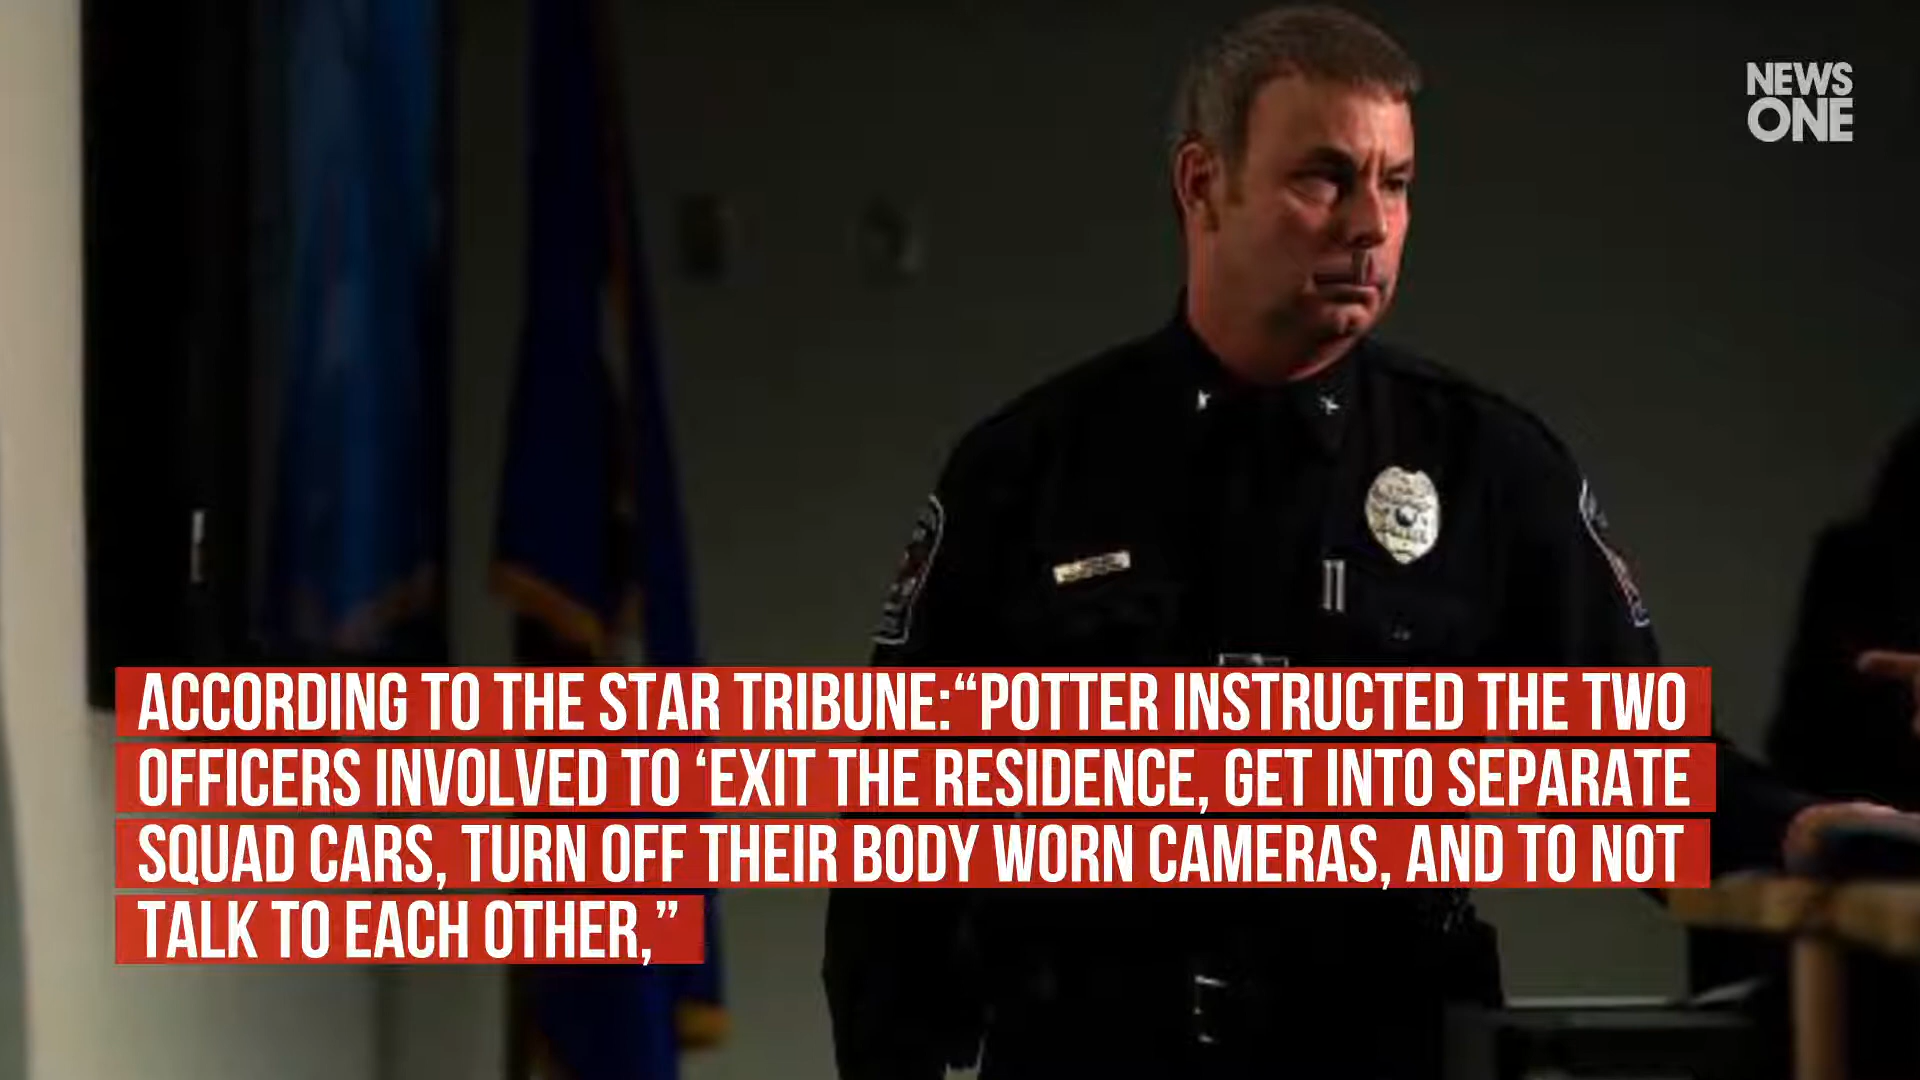 NEWS
ONE
ACCORDING TO THE STAR TRIBUNE:“POTTER INSTRUCTED THE TWO
OFFICERS INVOLVED TO ‘EXIT THE RESIDENCE, GET INTO SEPARATE
SQUAD CARS, TURN OFF THEIR BODY WORN CAMERAS, AND TO NOT
TALK TO EACH OTHER,”